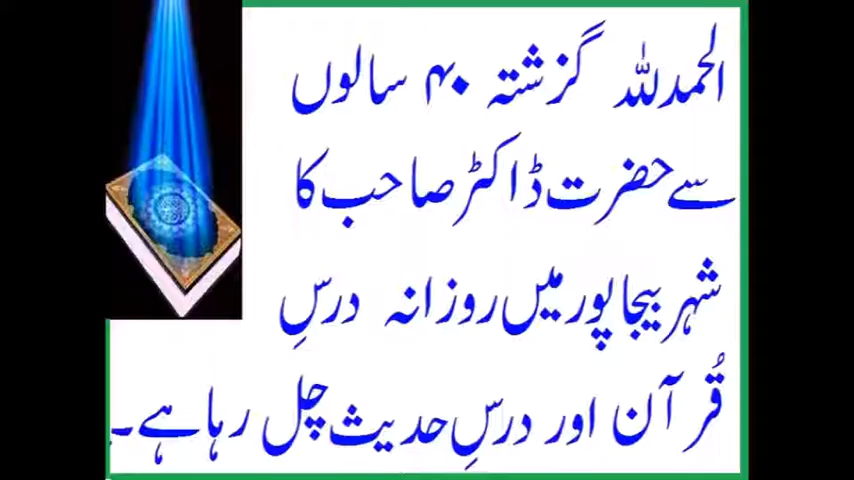 الحمدللہ گزشتہ ۴۰ سالوں
سے حضرت ڈاکٹر صاحب کا
شہر بیجاپور میں روزانہ درسِ
قُرآن اور درسِ حدیث چل رہا ہے۔